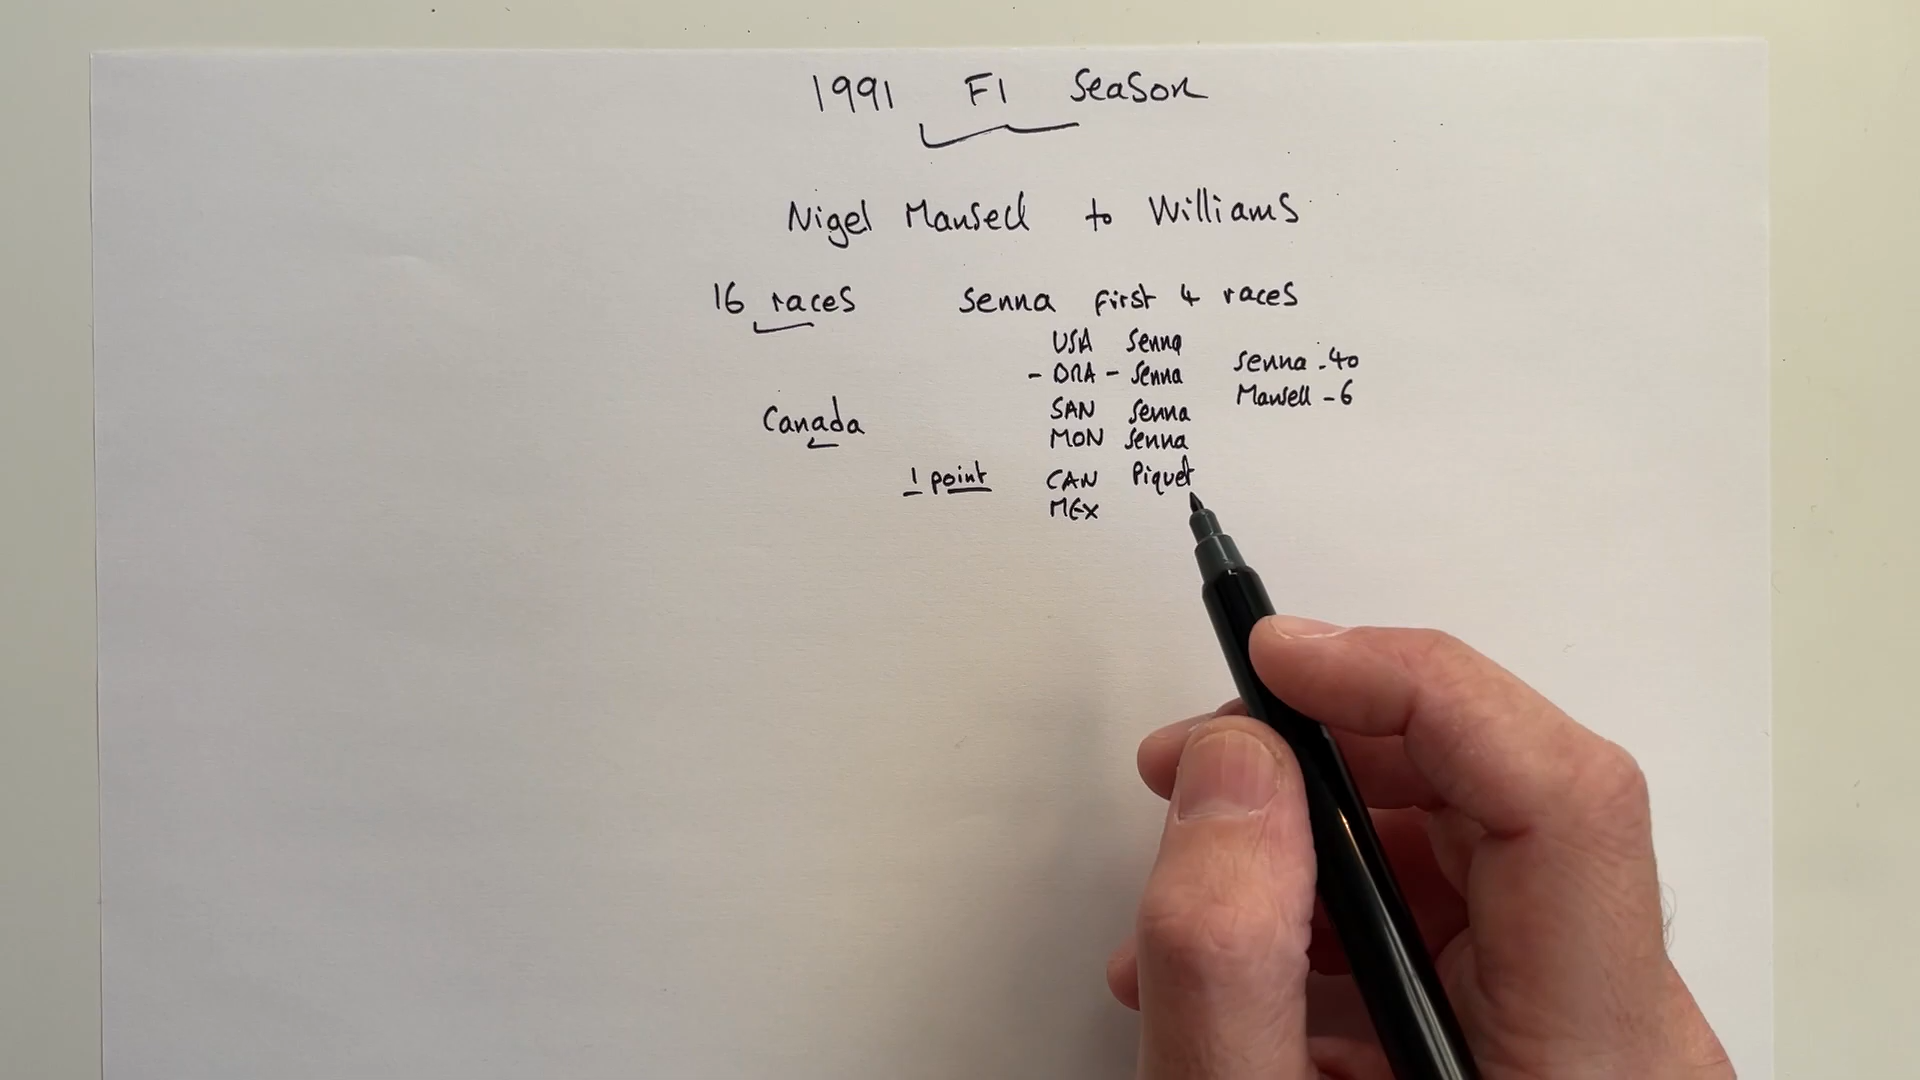 1991 F1 Season
Nigel Mansell to Williams
16 races Senna first 4 races
USA Senna
- BRA - Senna
Senna - 40
Mansell - 6
SAN Senna
Canada
MON Senna
1 point CAN Piquet
MEX